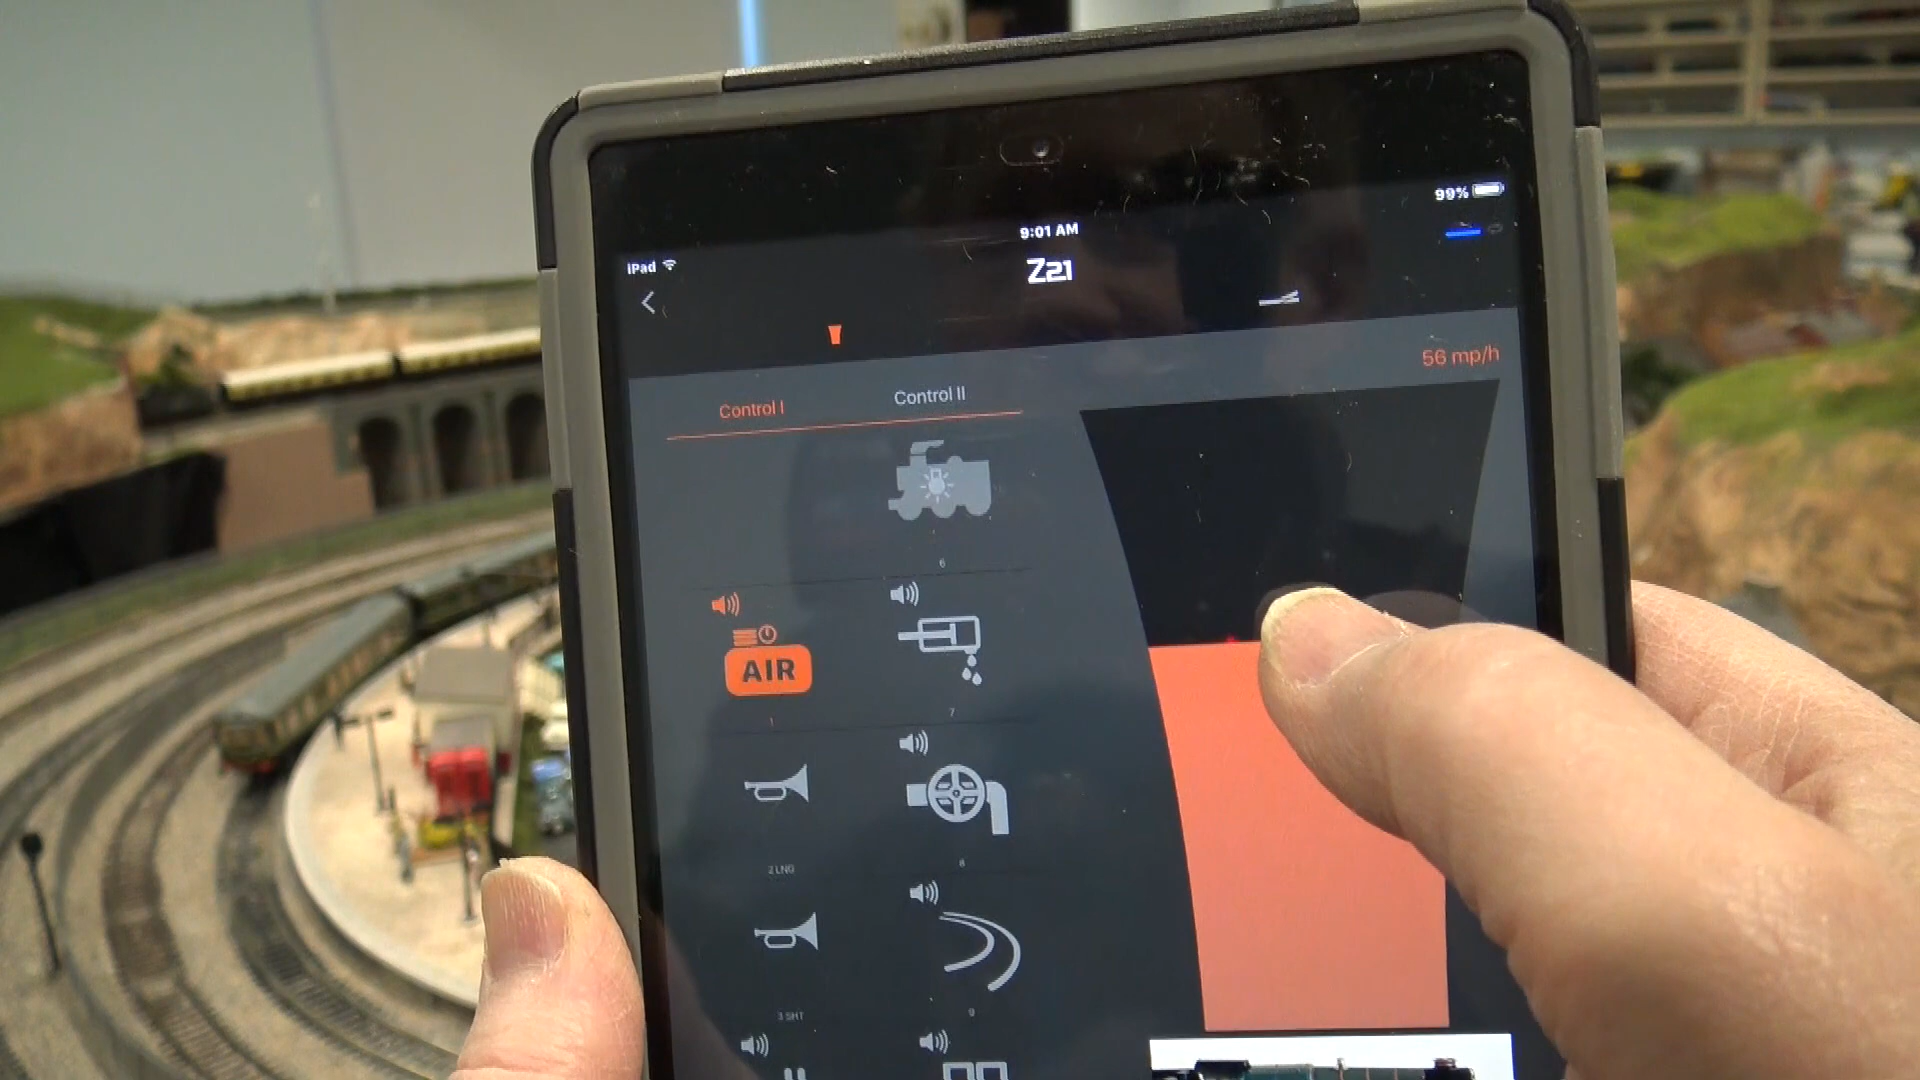 99%
9:01 AM
iPad
Z21
56 mp/h
Control I
Control II
6
AIR
1
7
2 LNG
8
3 SHT
9